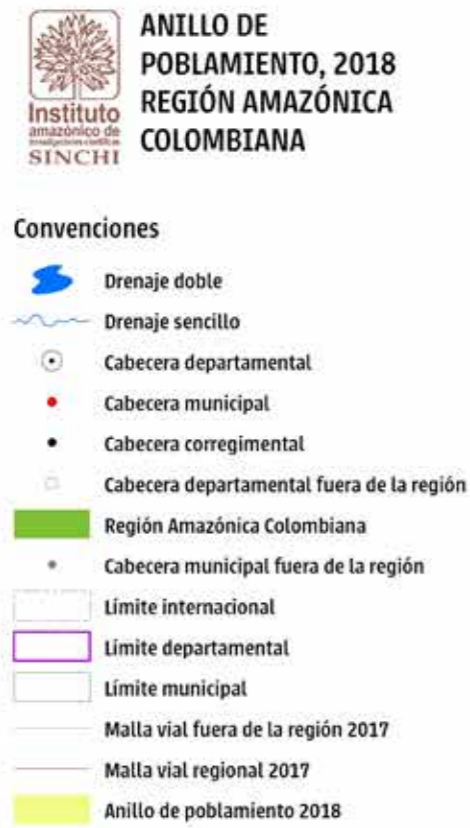 ANILLO DE
POBLAMIENTO, 2018
REGIÓN AMAZÓNICA
COLOMBIANA
Instituto
amazónico de
investigaciones científicas
SINCHI
Convenciones
Drenaje doble
Drenaje sencillo
Cabecera departamental
Cabecera municipal
Cabecera corregimental
Cabecera departamental fuera de la región
Región Amazónica Colombiana
Cabecera municipal fuera de la región
Límite internacional
Límite departamental
Límite municipal
Malla vial fuera de la región 2017
Malla vial regional 2017
Anillo de poblamiento 2018